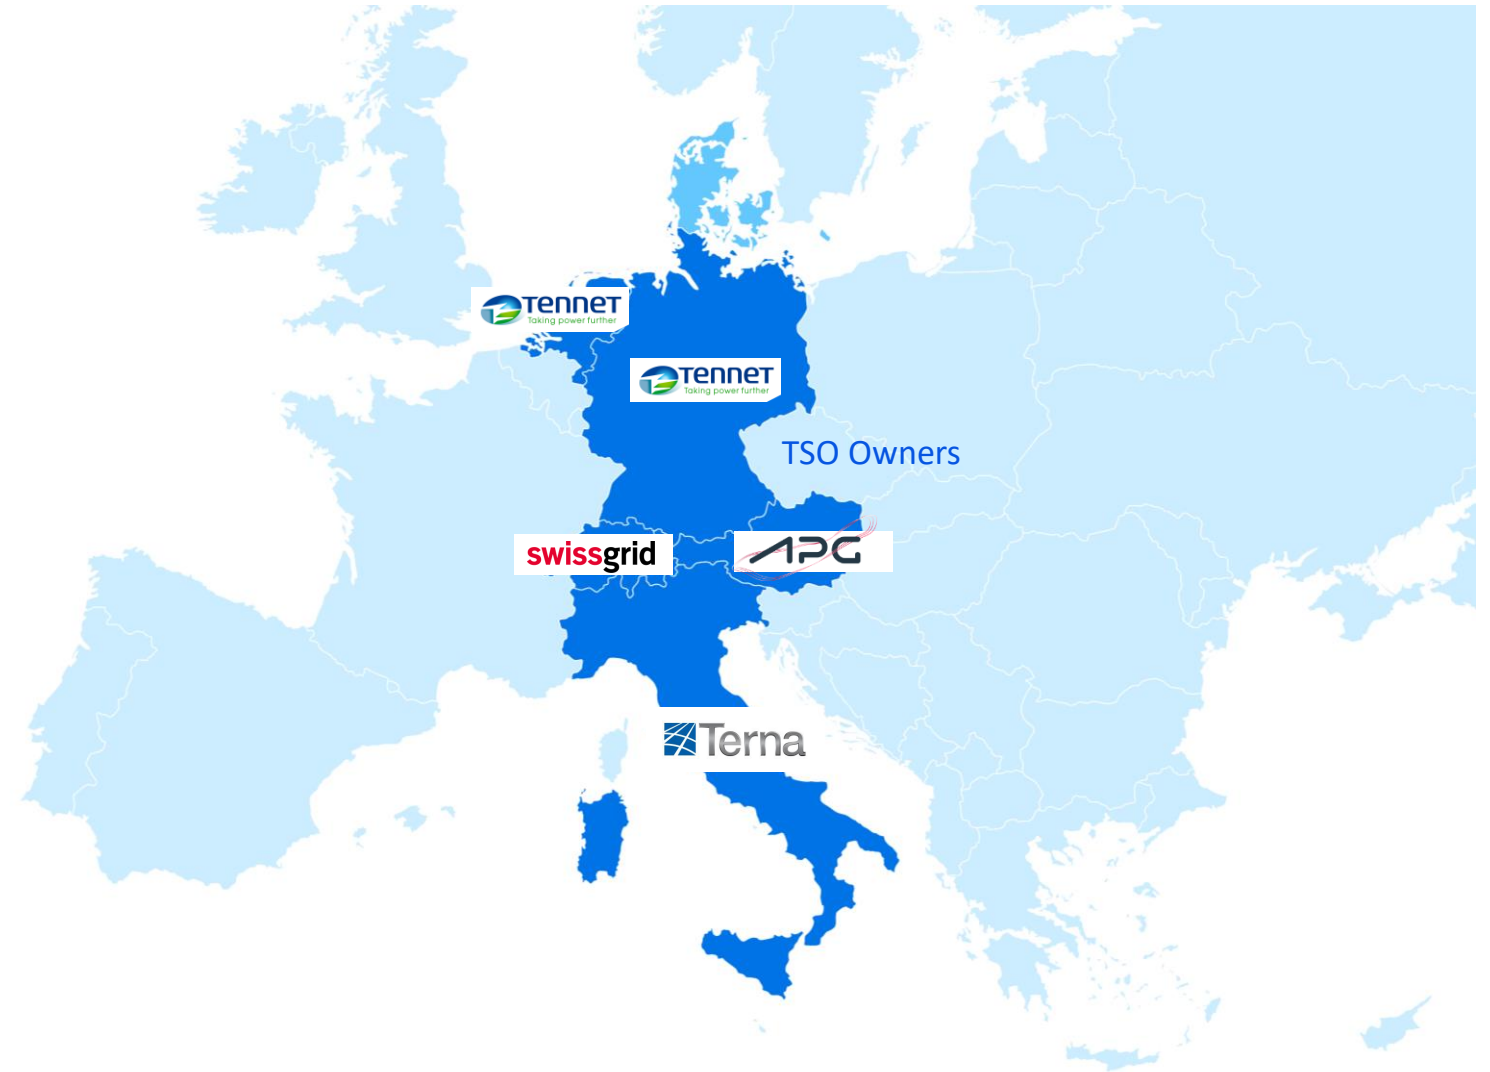 TenneT
Taking power further
TenneT
Taking power further
TSO Owners
swissgrid
APG
Terna